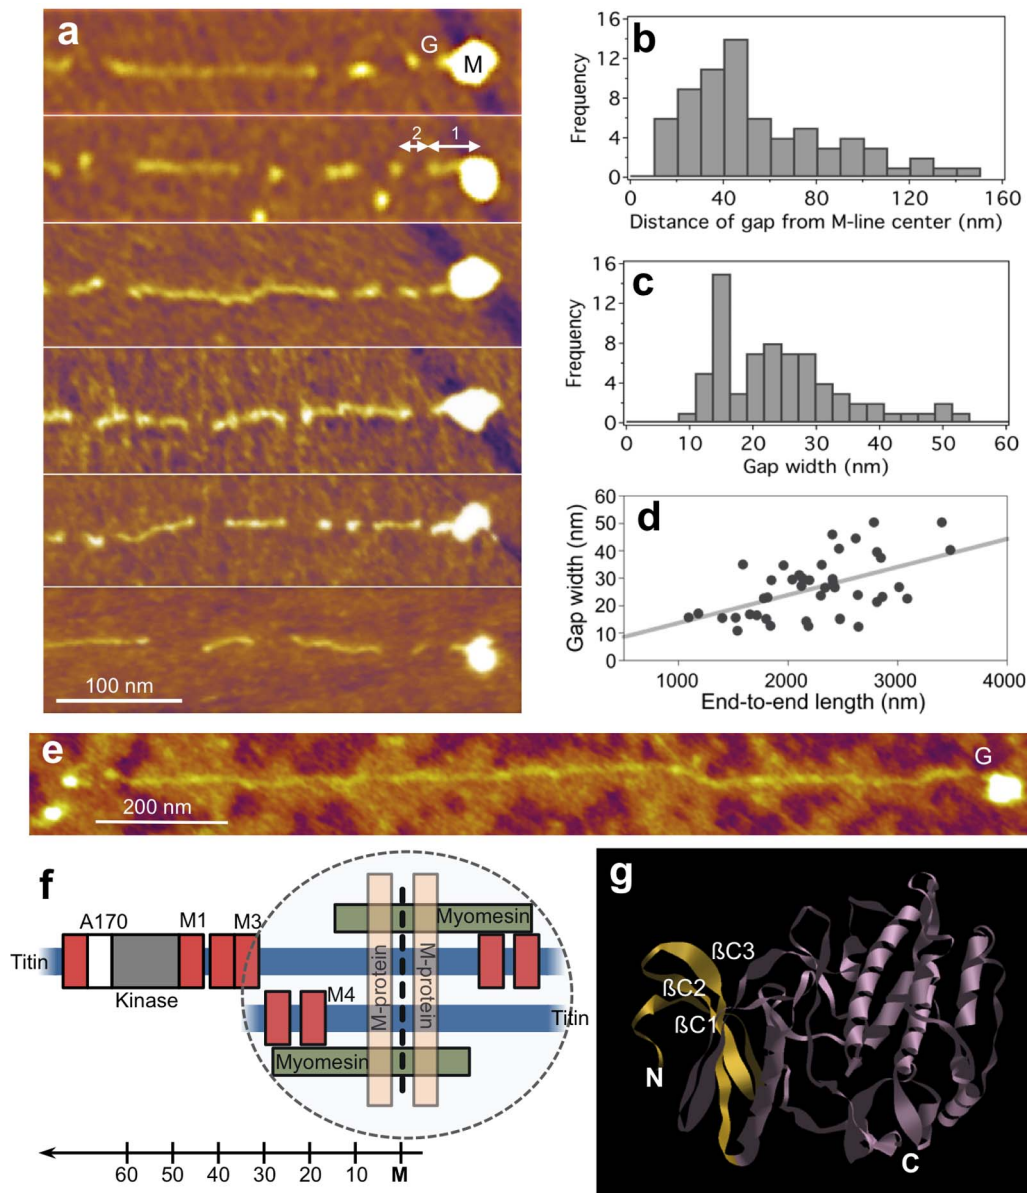 a
G
M
2
1
100 nm
b
Frequency
16
12
8
4
0
0 40 80 120 160
Distance of gap from M-line center (nm)
c
Frequency
16
12
8
4
0
0 10 20 30 40 50 60
Gap width (nm)
d
Gap width (nm)
60
50
40
30
20
10
0
1000 2000 3000 4000
End-to-end length (nm)
e
G
200 nm
f
A170
M1
M3
Titin
Kinase
Myomesin
M-protein
M-protein
M4
Titin
Myomesin
60 50 40 30 20 10 M
g
ßC3
ßC2
ßC1
N
C